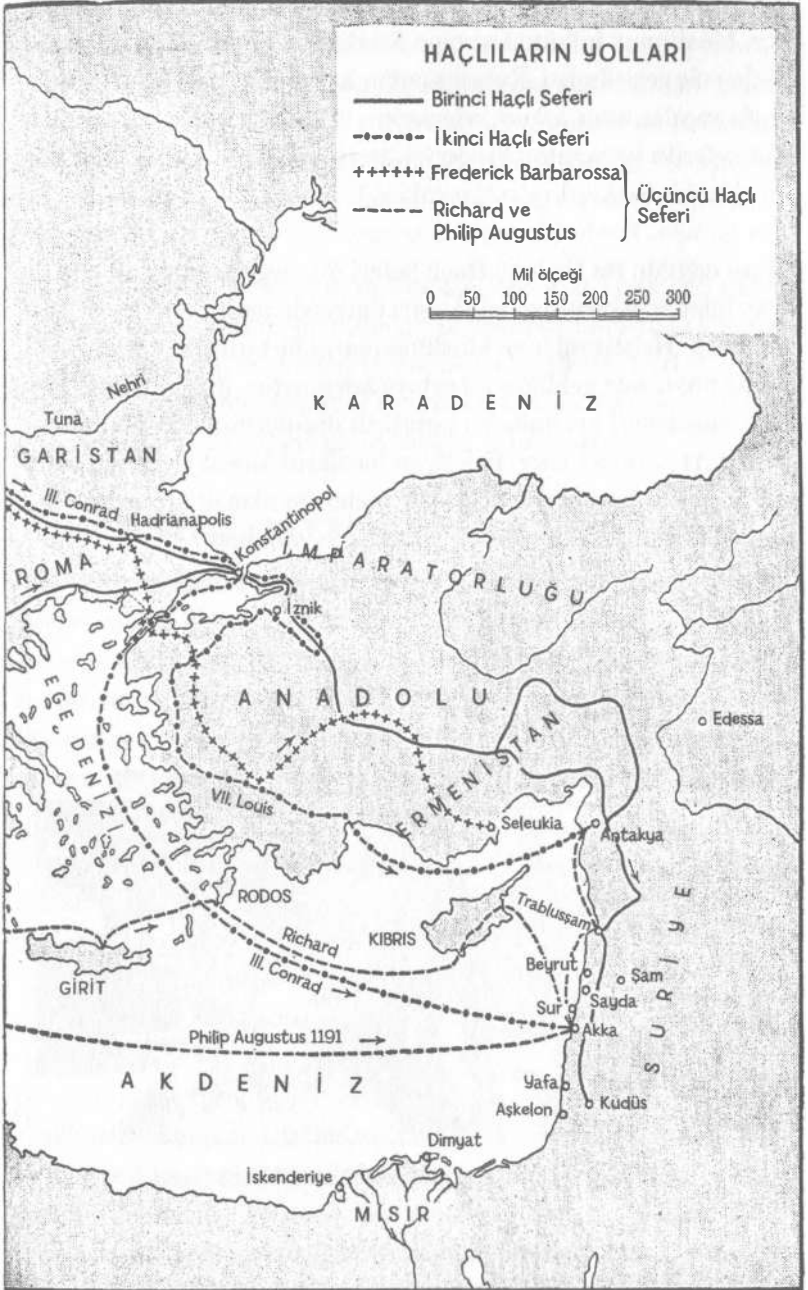 HAÇLILARIN YOLLARI
Birinci Haçlı Seferi
İkinci Haçlı Seferi
Frederick Barbarossa
Richard ve
Philip Augustus
Üçüncü Haçlı
Seferi
Mil ölçeği
0 50 100 150 200 250 300
Tuna Nehri
KARADENİZ
GARİSTAN
III. Conrad
Hadrianapolis
Konstantinopol
ROMA İMPARATORLUĞU
İznik
ANADOLU
EGE DENİZİ
Edessa
ERMENİSTAN
VII. Louis
Seleukia
Antakya
RODOS
Trablussam
SURİYE
Richard
KIBRIS
III. Conrad
GİRİT
Beyrut
Şam
Sayda
Sur
Akka
Philip Augustus 1191
AKDENİZ
Yafa
Kudüs
Aşkelon
Dimyat
İskenderiye
MISIR